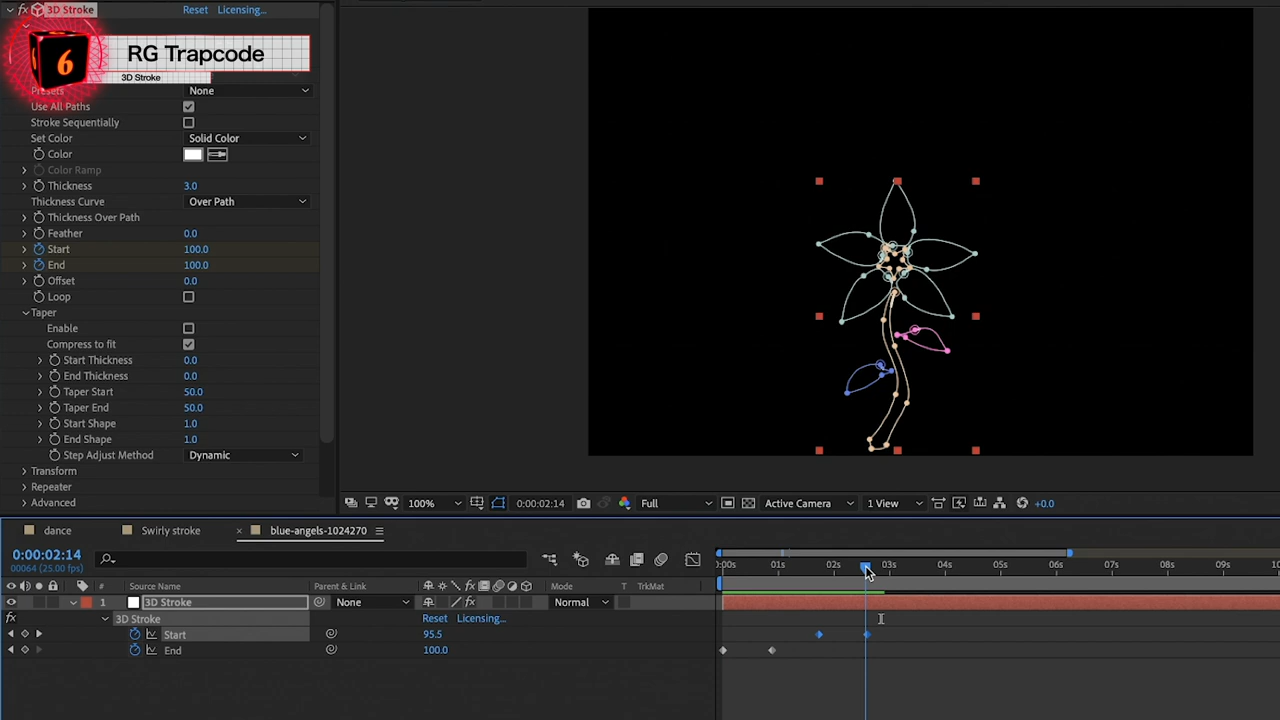 fx 3D Stroke Reset Licensing...
6 RG Trapcode
3D Stroke
Presets None
Use All Paths
Stroke Sequentially
Set Color Solid Color
Color
Color Ramp
Thickness 3.0
Thickness Curve Over Path
Thickness Over Path
Feather 0.0
Start 100.0
End 100.0
Offset 0.0
Loop
Taper
Enable
Compress to fit
Start Thickness 0.0
End Thickness 0.0
Taper Start 50.0
Taper End 50.0
Start Shape 1.0
End Shape 1.0
Step Adjust Method Dynamic
Transform
Repeater
Advanced
100% 0:00:02:14 Full Active Camera 1 View +0.0
dance Swirly stroke × blue-angels-1024270
0:00:02:14
00064 (25.00 fps)
# Source Name Parent & Link fx Mode T TrkMat
0:00s 01s 02s 03s 04s 05s 06s 07s 08s 09s 10
1 3D Stroke None fx Normal
fx 3D Stroke Reset Licensing...
Start 95.5
End 100.0